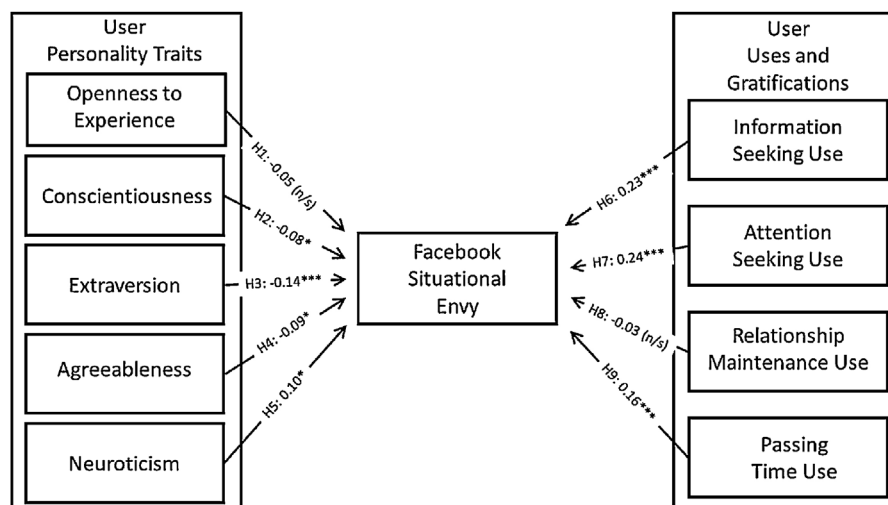 User
Personality Traits
Openness to
Experience
Conscientiousness
Extraversion
Agreeableness
Neuroticism
H1: -0.05 (n/s)
H2: -0.08*
H3: -0.14***
H4: -0.09*
H5: 0.10*
Facebook
Situational
Envy
H6: 0.23***
H7: 0.24***
H8: -0.03 (n/s)
H9: 0.16***
User
Uses and
Gratifications
Information
Seeking Use
Attention
Seeking Use
Relationship
Maintenance Use
Passing
Time Use